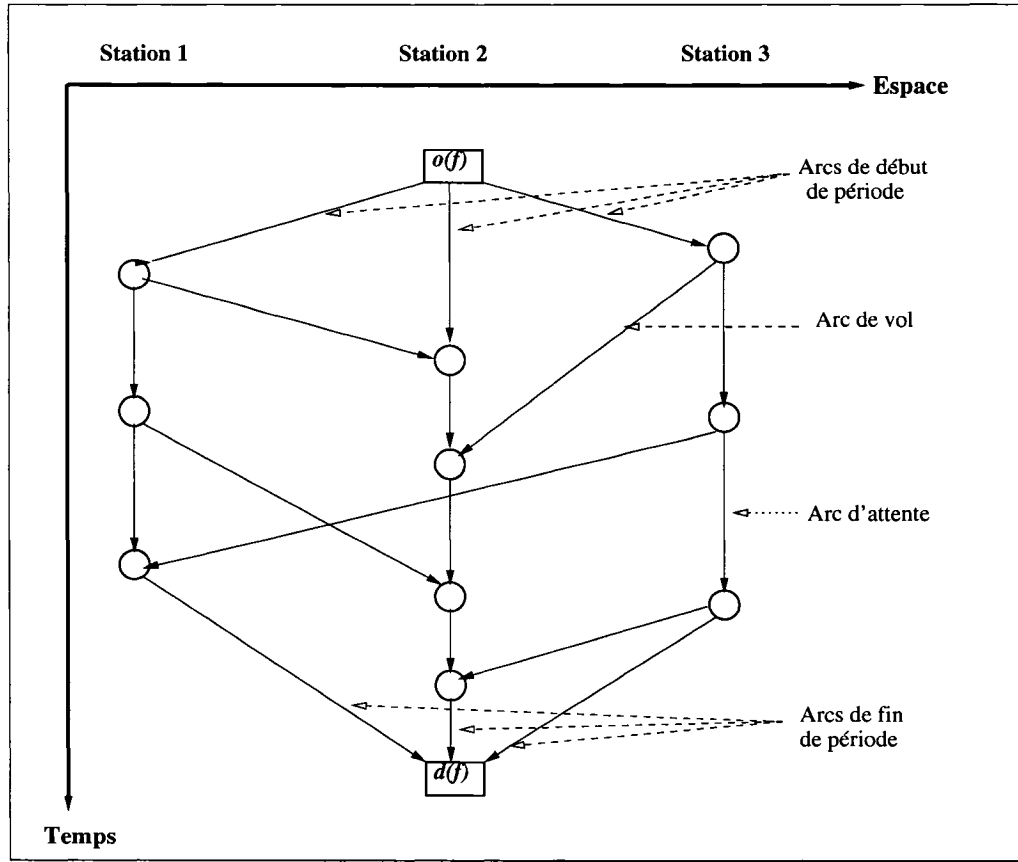 Station 1
Station 2
Station 3
Espace
o(f)
Arcs de début
de période
Arc de vol
Arc d'attente
Arcs de fin
de période
d(f)
Temps